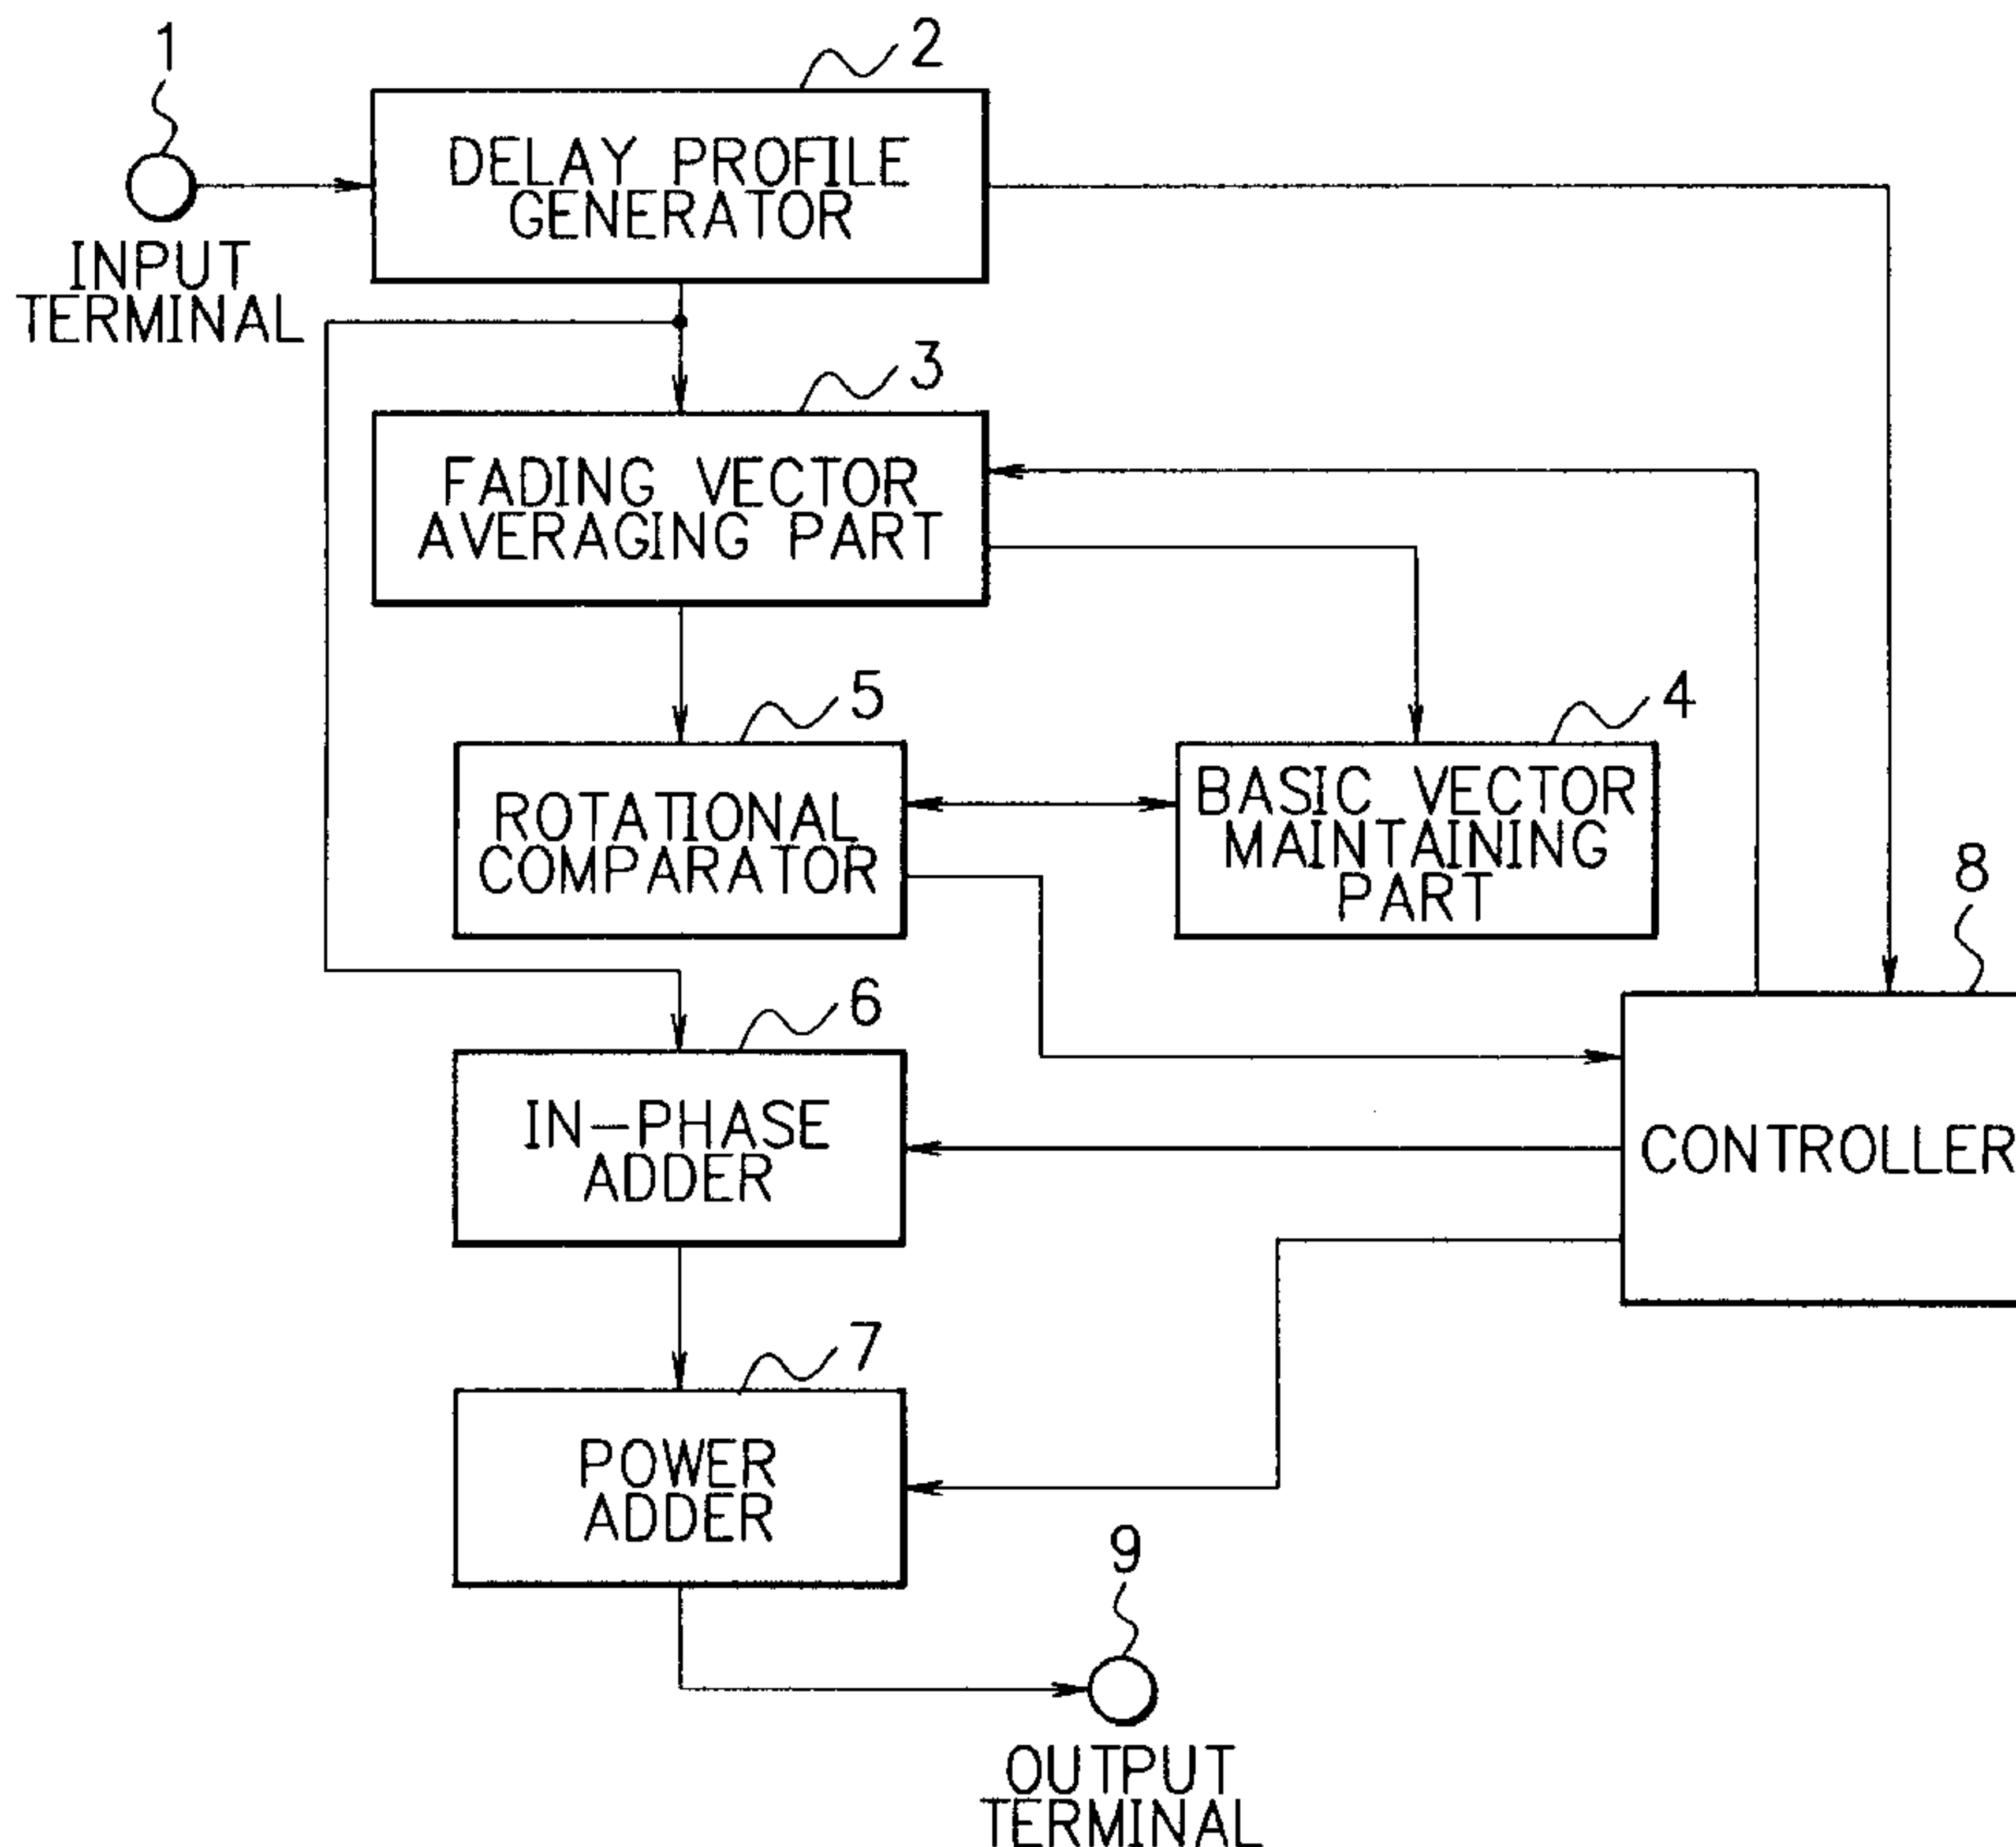 1
2
DELAY PROFILE
GENERATOR
INPUT
TERMINAL
3
FADING VECTOR
AVERAGING PART
5
4
ROTATIONAL
COMPARATOR
BASIC VECTOR
MAINTAINING
PART
8
6
IN-PHASE
ADDER
CONTROLLER
7
POWER
ADDER
9
OUTPUT
TERMINAL